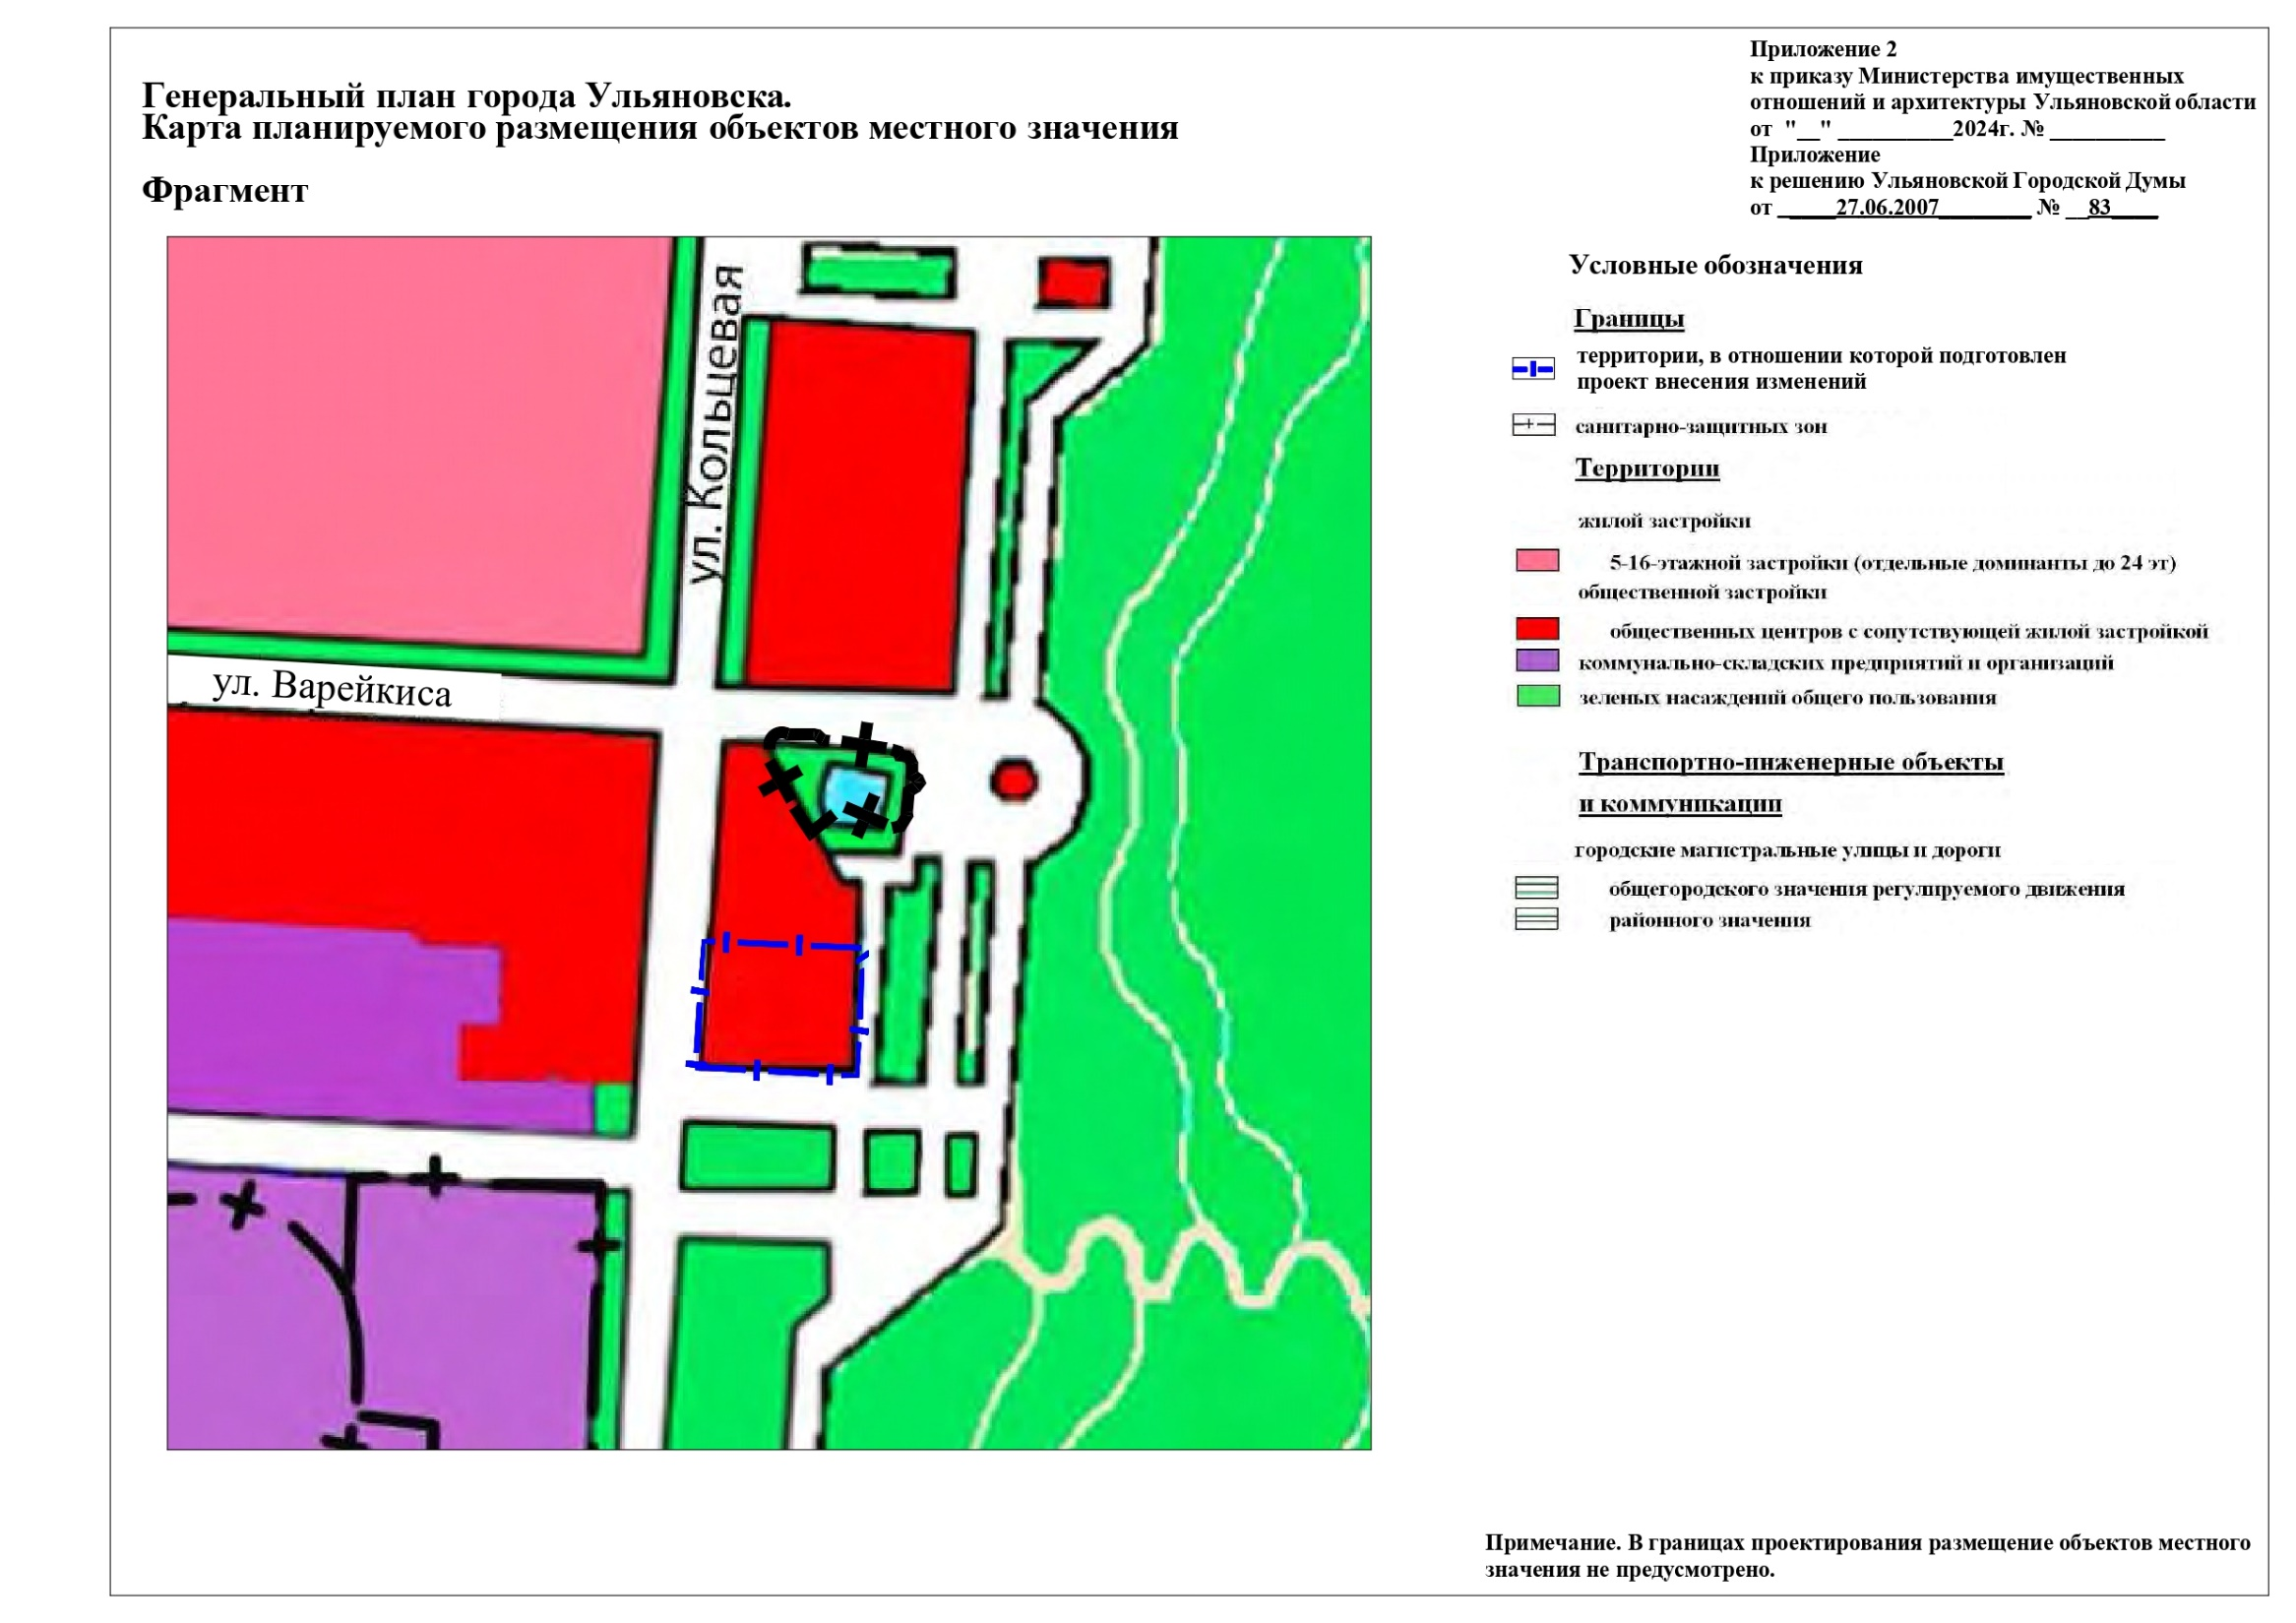 Приложение 2
к приказу Министерства имущественных
отношений и архитектуры Ульяновской области
от "__" __________2024г. № __________
Приложение
к решению Ульяновской Городской Думы
от _____27.06.2007________ № __83____
Генеральный план города Ульяновска.
Карта планируемого размещения объектов местного значения
Фрагмент
ул. Кольцевая
ул. Варейкиса
Условные обозначения
Границы
территории, в отношении которой подготовлен
проект внесения изменений
санитарно-защитных зон
Территории
жилой застройки
5-16-этажной застройки (отдельные доминанты до 24 эт)
общественной застройки
общественных центров с сопутствующей жилой застройкой
коммунально-складских предприятий и организаций
зеленых насаждений общего пользования
Транспортно-инженерные объекты
и коммуникации
городские магистральные улицы и дороги
общегородского значения регулируемого движения
районного значения
Примечание. В границах проектирования размещение объектов местного
значения не предусмотрено.